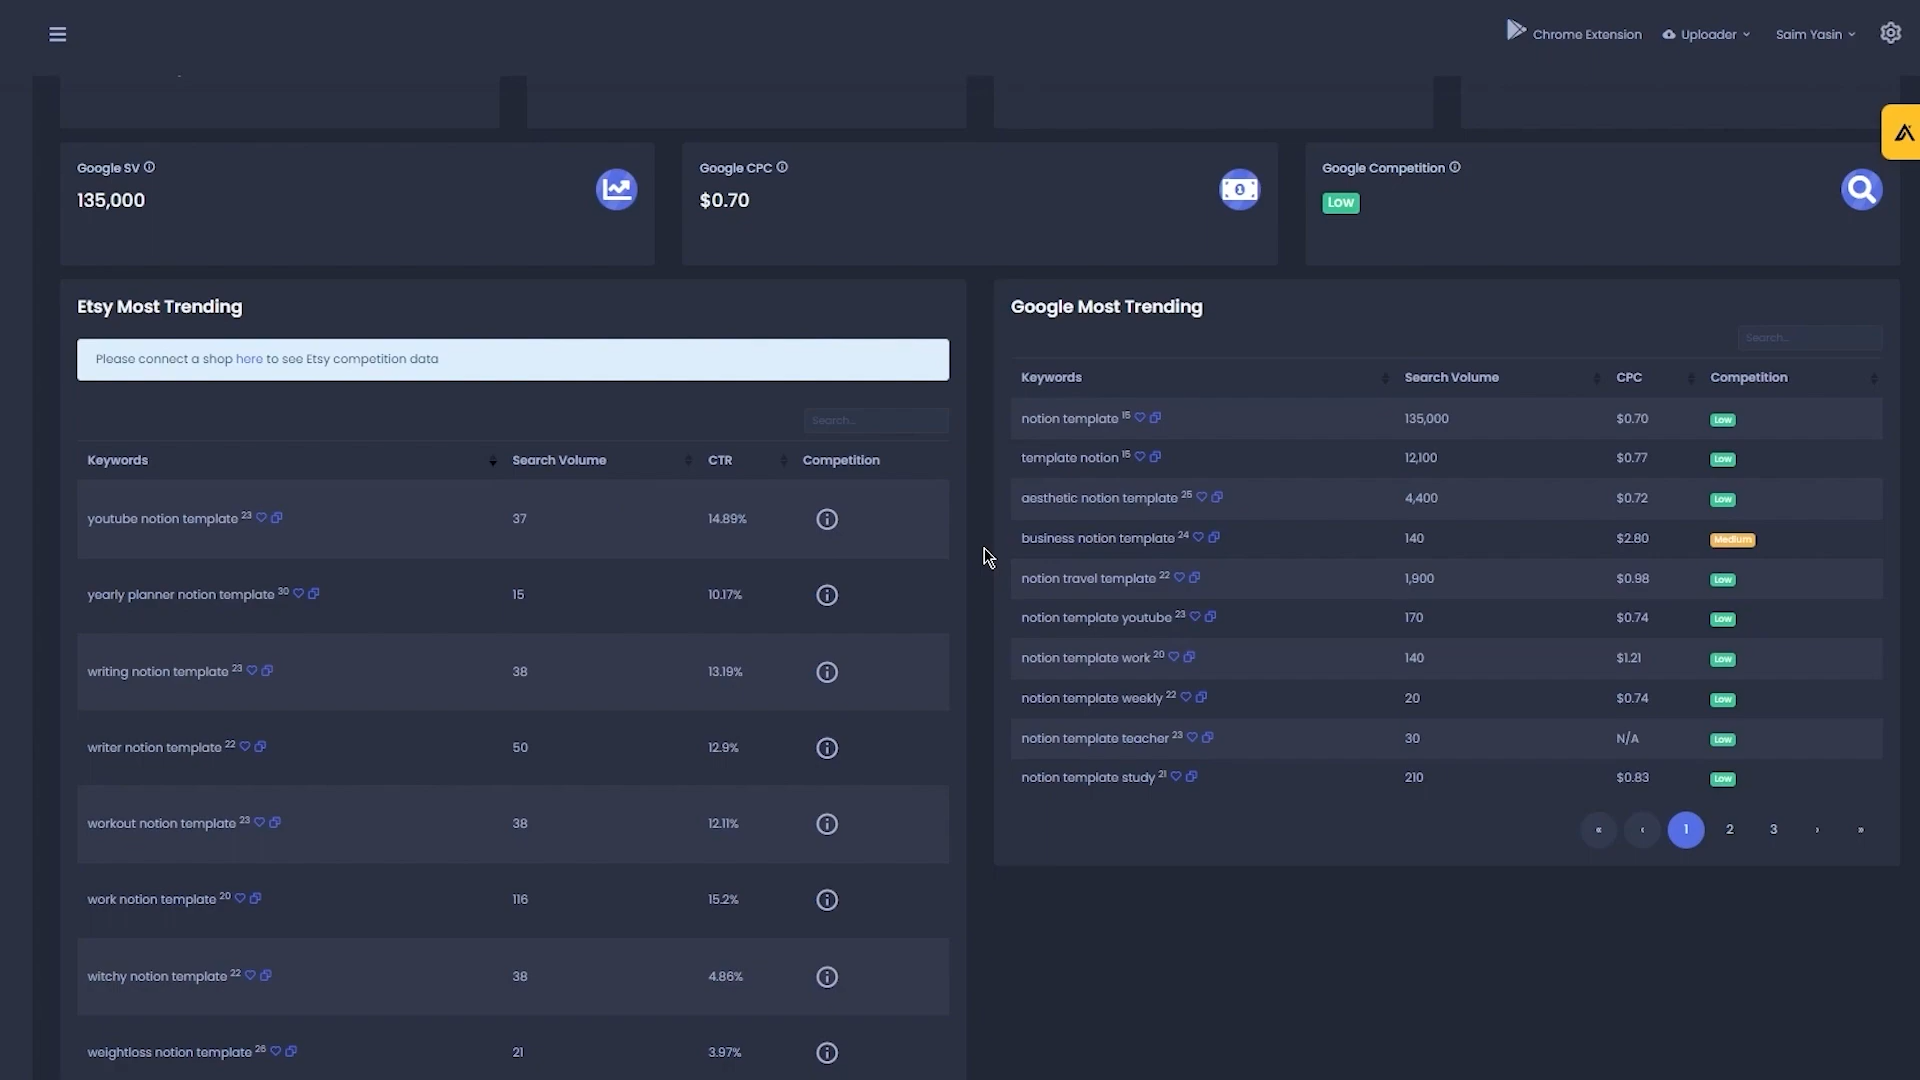 Chrome Extension Uploader Saim Yasin
Google SV
135,000
Google CPC
$0.70
Google Competition
Low
Etsy Most Trending
Please connect a shop here to see Etsy competition data
Search...
Keywords Search Volume CTR Competition
youtube notion template 23 37 14.89%
yearly planner notion template 30 15 10.17%
writing notion template 23 38 13.19%
writer notion template 22 50 12.9%
workout notion template 23 38 12.11%
work notion template 20 116 15.2%
witchy notion template 22 38 4.86%
weightloss notion template 26 21 3.97%
Google Most Trending
Search...
Keywords Search Volume CPC Competition
notion template 15 135,000 $0.70 Low
template notion 15 12,100 $0.77 Low
aesthetic notion template 25 4,400 $0.72 Low
business notion template 24 140 $2.80 Medium
notion travel template 22 1,900 $0.98 Low
notion template youtube 23 170 $0.74 Low
notion template work 20 140 $1.21 Low
notion template weekly 22 20 $0.74 Low
notion template teacher 23 30 N/A Low
notion template study 21 210 $0.83 Low
« ‹ 1 2 3 › »